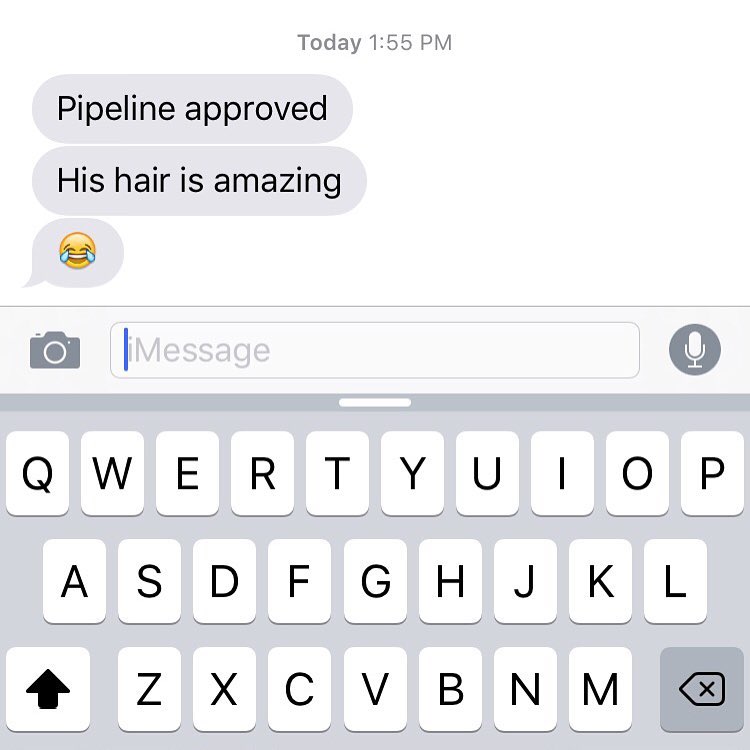 Today 1:55 PM
Pipeline approved
His hair is amazing
😂
iMessage
Q W E R T Y U I O P
A S D F G H J K L
Z X C V B N M